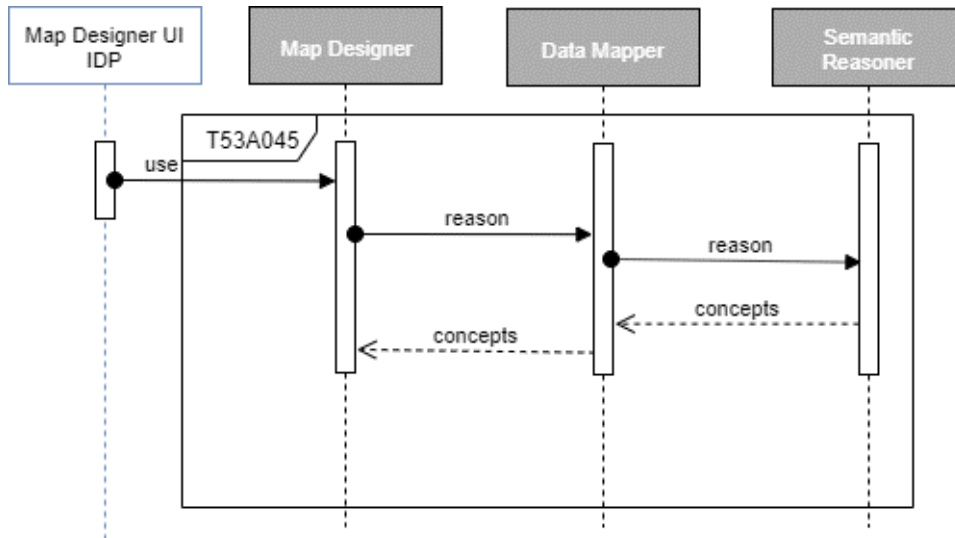 Map Designer UI
IDP
Map Designer
Data Mapper
Semantic
Reasoner
T53A045
use
reason
reason
concepts
concepts